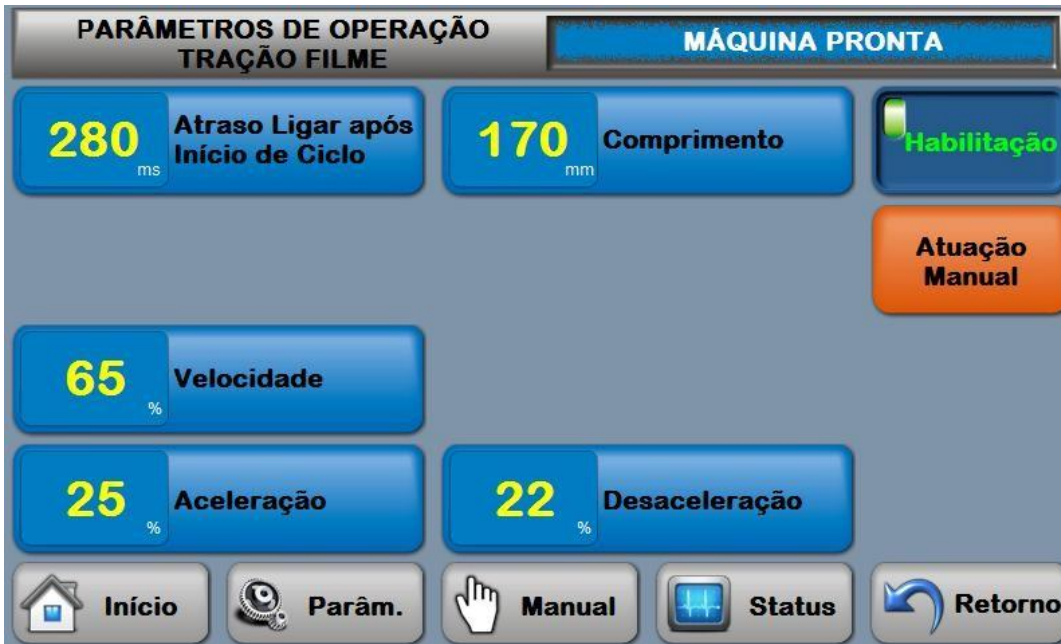 PARÂMETROS DE OPERAÇÃO
TRAÇÃO FILME
MÁQUINA PRONTA
280 ms
Atraso Ligar após
Início de Ciclo
170 mm
Comprimento
Habilitação
Atuação
Manual
65 %
Velocidade
25 %
Aceleração
22 %
Desaceleração
Início
Parâm.
Manual
Status
Retorno